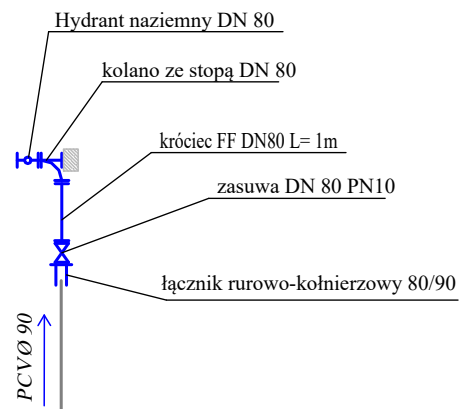 Hydrant naziemny DN 80
kolano ze stopą DN 80
króciec FF DN80 L= 1m
zasuwa DN 80 PN10
łącznik rurowo-kołnierzowy 80/90
PCVØ 90